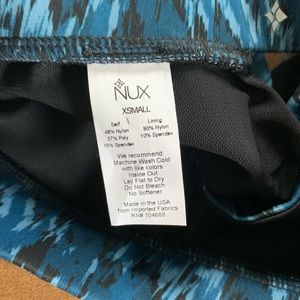 NUX
XSMALL
Self Lining
48% Nylon 90% Nylon
37% Poly 10% Spandex
15% Spandex
We recommend
Machine Wash Cold
with like colors
Inside Out
Lay Flat to Dry
Do Not Bleach
No Softener
Made in the USA
from Imported Fabrics
RN# 104688